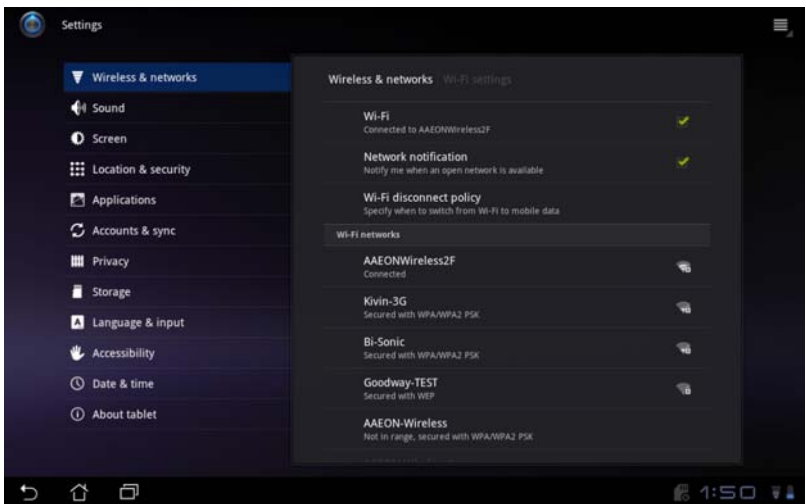 Settings
Wireless & networks
Sound
Screen
Location & security
Applications
Accounts & sync
Privacy
Storage
Language & input
Accessibility
Date & time
About tablet
Wireless & networks Wi-Fi settings
Wi-Fi
Connected to AAEONWireless2F
Network notification
Notify me when an open network is available
Wi-Fi disconnect policy
Specify when to switch from Wi-Fi to mobile data
Wi-Fi networks
AAEONWireless2F
Connected
Kivin-3G
Secured with WPA/WPA2 PSK
Bi-Sonic
Secured with WPA/WPA2 PSK
Goodway-TEST
Secured with WEP
AAEON-Wireless
Not in range, secured with WPA/WPA2 PSK
1:50